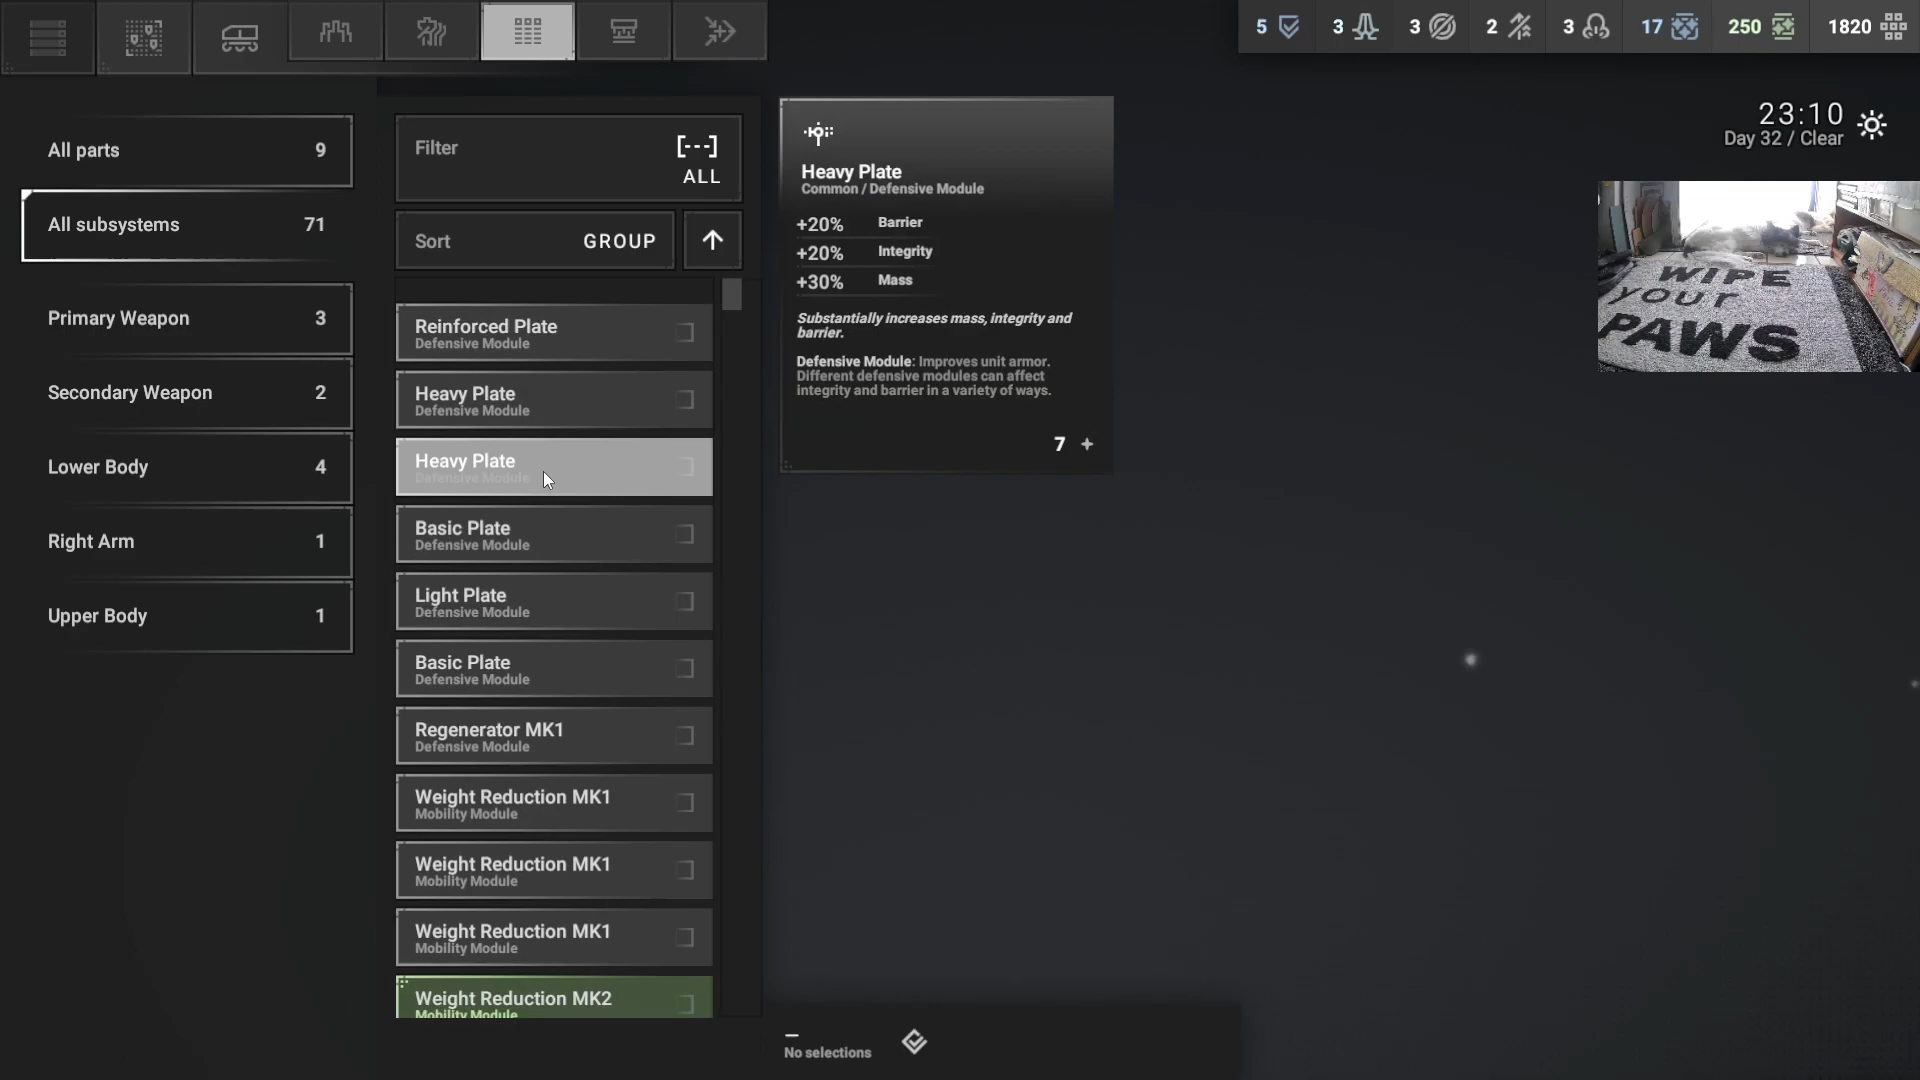 5
3
3
2
3
17
250
1820
23:10
Day 32 / Clear
All parts 9
All subsystems 71
Primary Weapon 3
Secondary Weapon 2
Lower Body 4
Right Arm 1
Upper Body 1
Filter [---]
ALL
Sort GROUP
Reinforced Plate
Defensive Module
Heavy Plate
Defensive Module
Heavy Plate
Defensive Module
Basic Plate
Defensive Module
Light Plate
Defensive Module
Basic Plate
Defensive Module
Regenerator MK1
Defensive Module
Weight Reduction MK1
Mobility Module
Weight Reduction MK1
Mobility Module
Weight Reduction MK1
Mobility Module
Weight Reduction MK2
Mobility Module
Heavy Plate
Common / Defensive Module
+20% Barrier
+20% Integrity
+30% Mass
Substantially increases mass, integrity and
barrier.
Defensive Module: Improves unit armor.
Different defensive modules can affect
integrity and barrier in a variety of ways.
7 +
No selections
WIPE
YOUR
PAWS